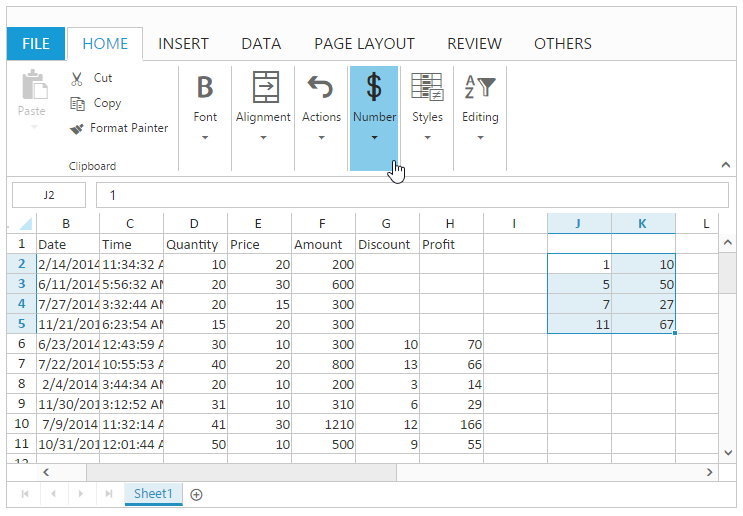 FILE HOME INSERT DATA PAGE LAYOUT REVIEW OTHERS
Paste
Cut
Copy
Format Painter
Clipboard
B
$
A
Z
Font Alignment Actions Number Styles Editing
J2 1
B C D E F G H I J K L
1 Date Time Quantity Price Amount Discount Profit
2 2/14/2014 11:34:32 A 10 20 200 1 10
3 6/11/2014 5:56:32 AM 20 30 600 5 50
4 7/27/2014 3:32:44 AM 20 15 300 7 27
5 11/21/201 6:23:54 AM 15 20 300 11 67
6 6/23/2014 12:43:59 A 30 10 300 10 70
7 7/22/2014 10:55:53 A 40 20 800 13 66
8 2/4/2014 3:44:34 AM 20 10 200 3 14
9 11/30/201 3:12:52 AM 31 10 310 6 29
10 7/9/2014 11:32:14 A 41 30 1210 12 166
11 10/31/201 12:01:44 A 50 10 500 9 55
12
Sheet1